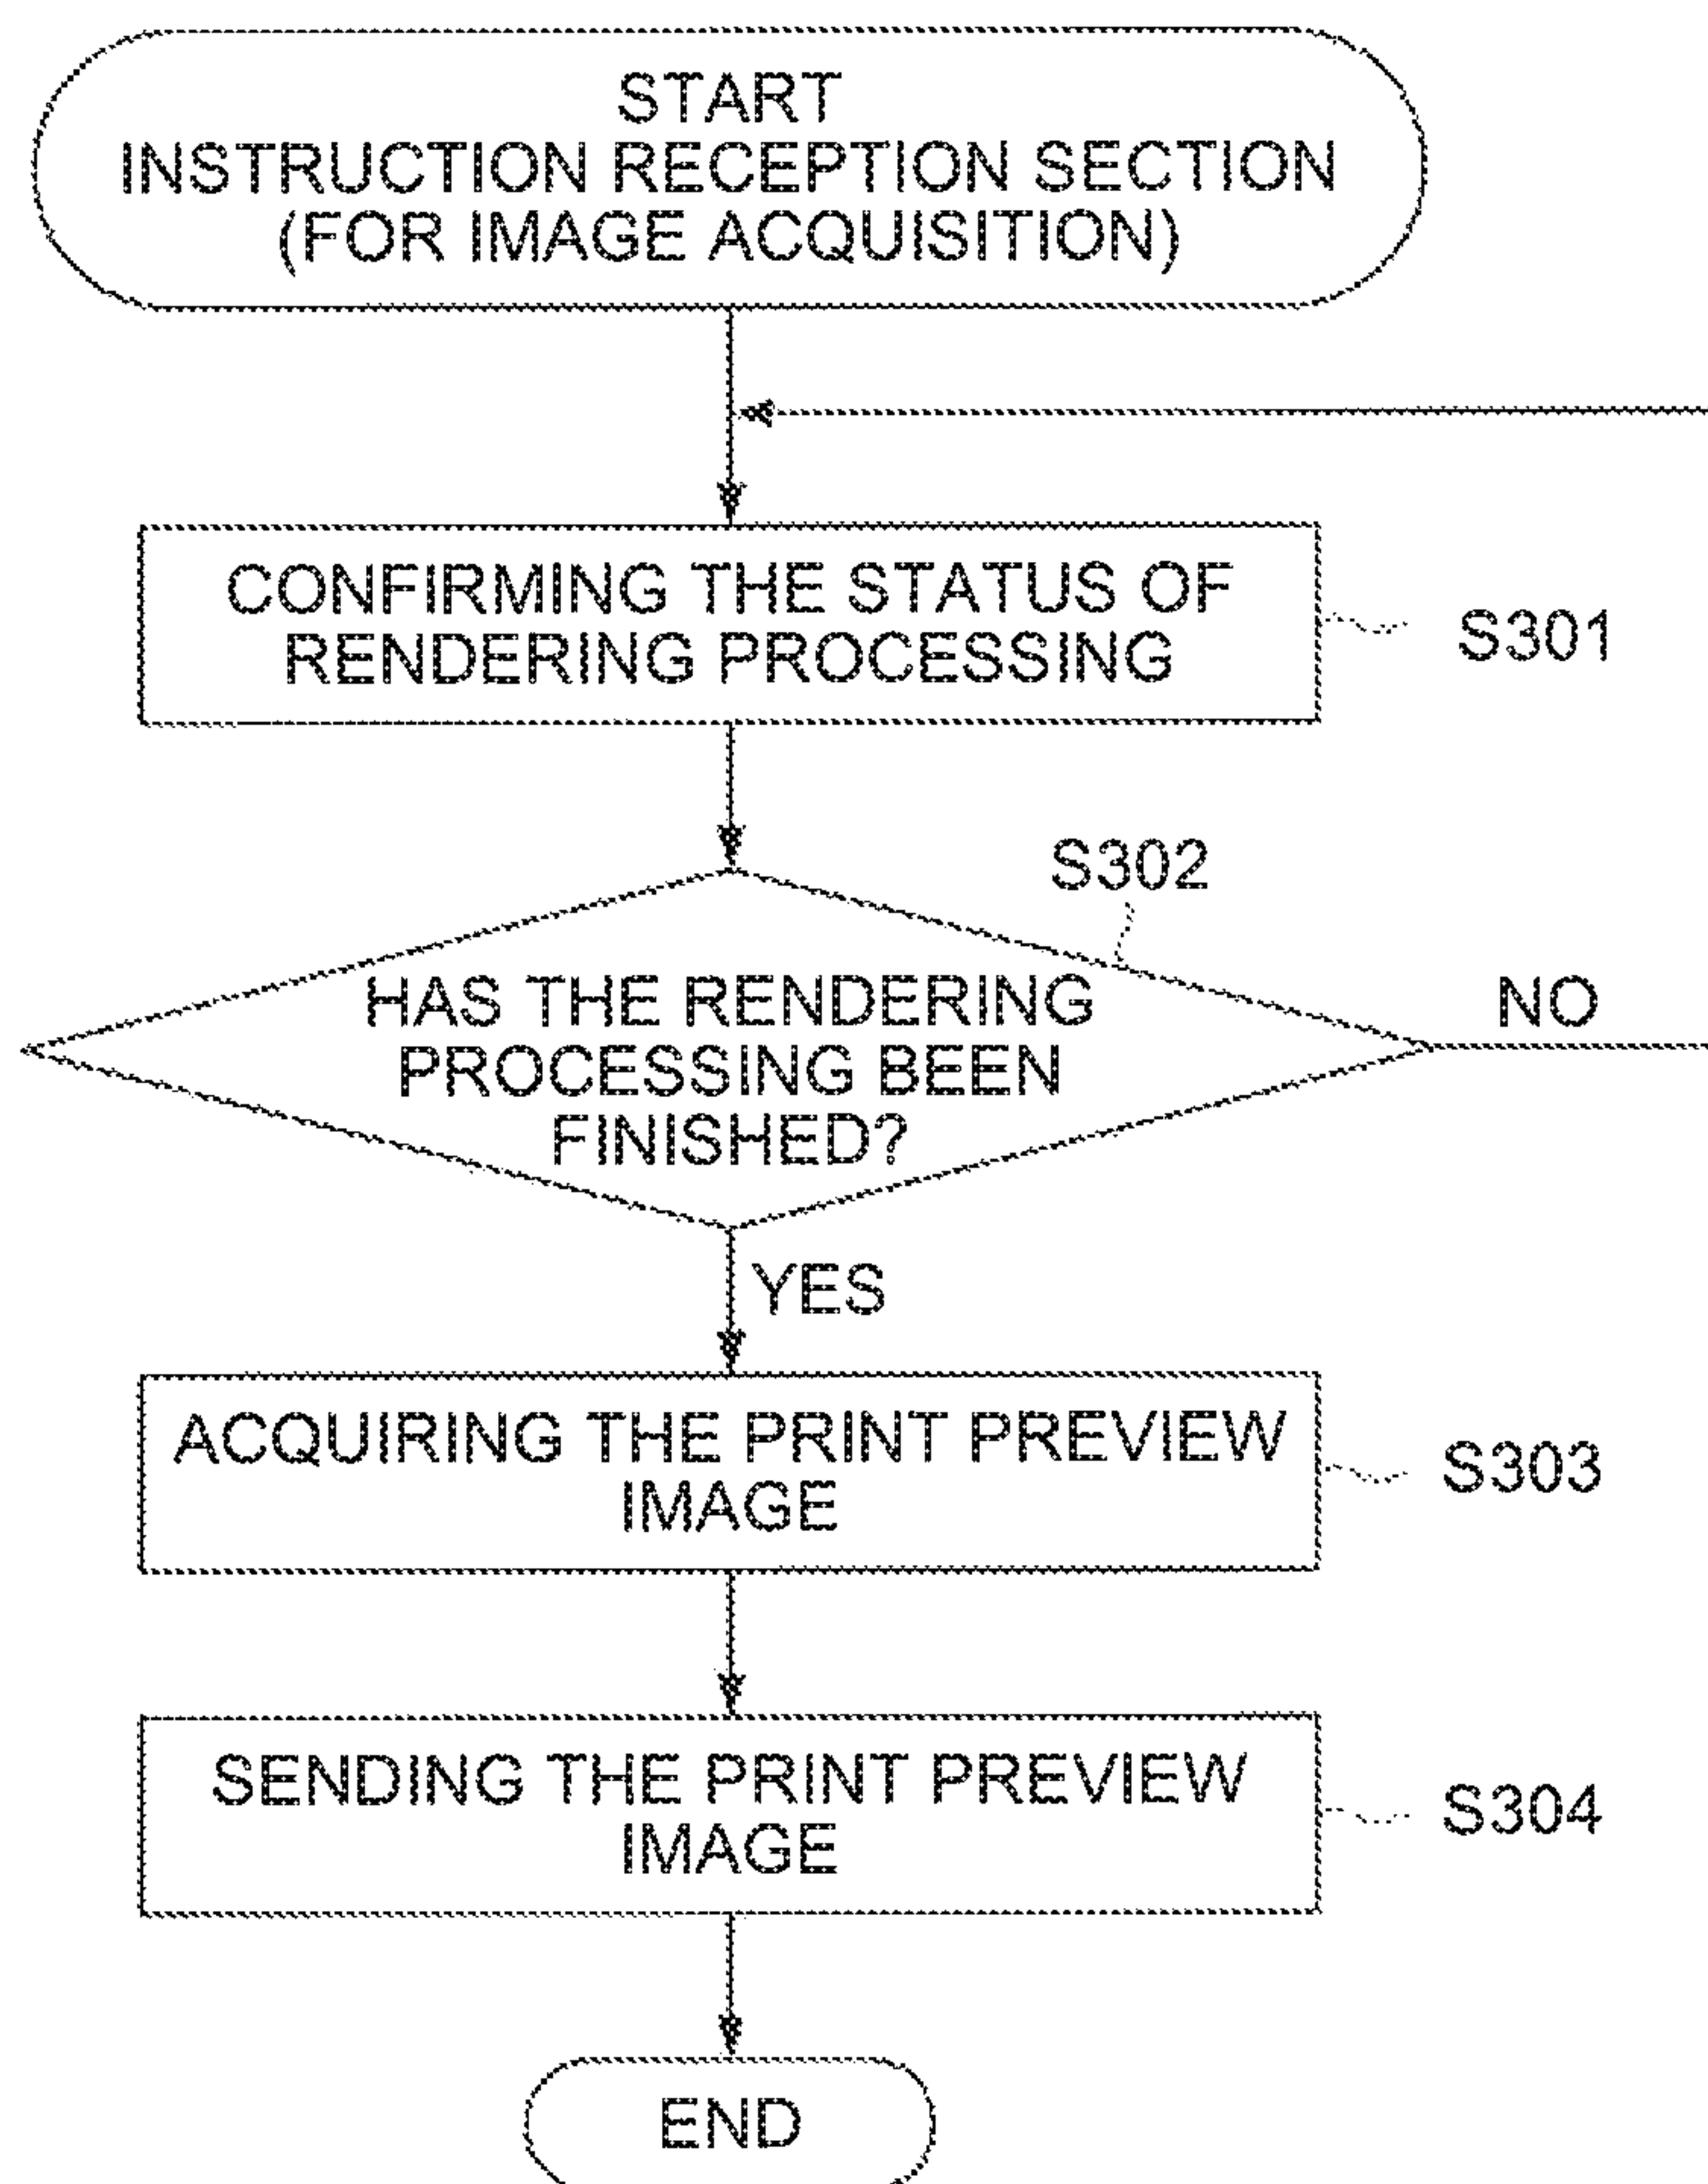 START
INSTRUCTION RECEPTION SECTION
(FOR IMAGE ACQUISITION)
CONFIRMING THE STATUS OF
RENDERING PROCESSING
S301
S302
HAS THE RENDERING
PROCESSING BEEN
FINISHED?
NO
YES
ACQUIRING THE PRINT PREVIEW
IMAGE
S303
SENDING THE PRINT PREVIEW
IMAGE
S304
END